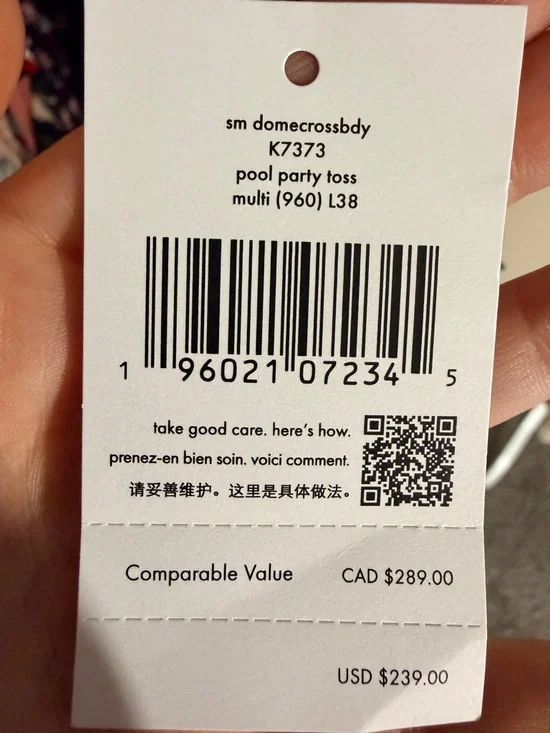 sm domecrossbdy
K7373
pool party toss
multi (960) L38
1 96021 07234 5
take good care. here's how.
prenez-en bien soin. voici comment.
请妥善维护。这里是具体做法。
Comparable Value CAD $289.00
USD $239.00